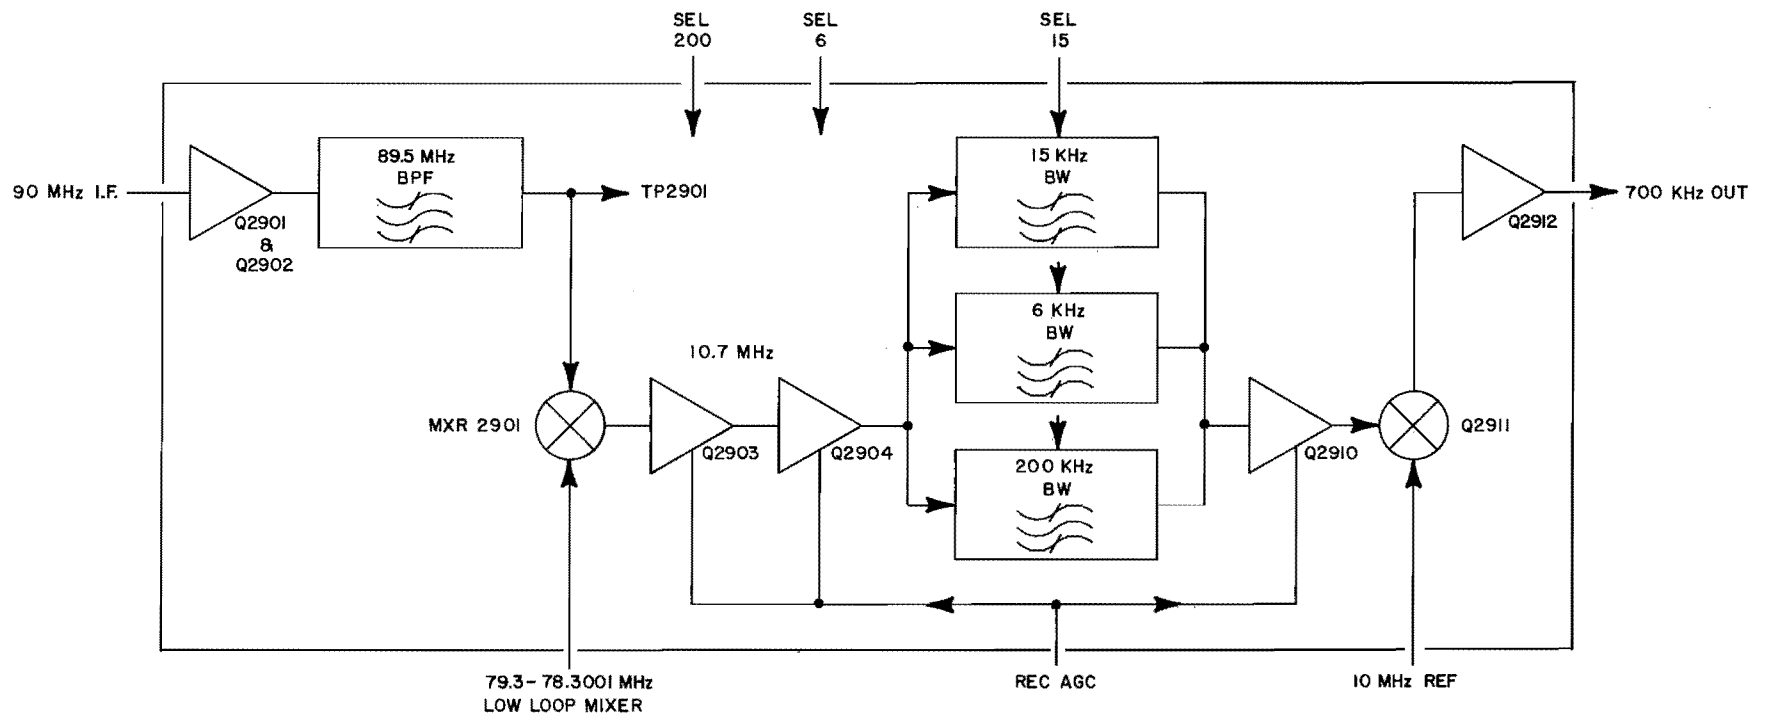 SEL
200
SEL
6
SEL
15
90 MHz I.F.
Q2901
&
Q2902
89.5 MHz
BPF
TP2901
15 KHz
BW
700 KHz OUT
Q2912
6 KHz
BW
10.7 MHz
MXR 2901
Q2903
Q2904
200 KHz
BW
Q2910
Q2911
79.3-78.3001 MHz
LOW LOOP MIXER
REC AGC
10 MHz REF